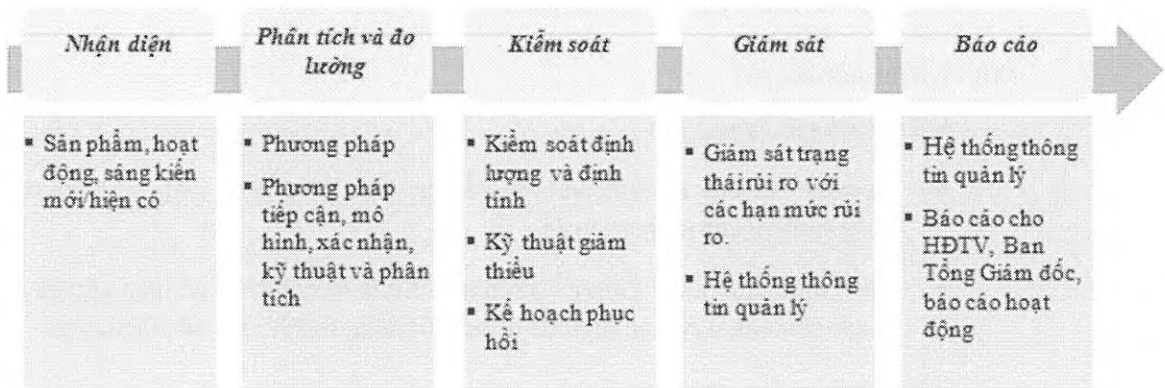 Nhận diện
Phân tích và đo
lường
Kiểm soát
Giám sát
Báo cáo
▪ Sản phẩm, hoạt
động, sáng kiến
mới/hiện có
▪ Phương pháp
▪ Phương pháp
tiếp cận, mô
hình, xác nhận,
kỹ thuật và phân
tích
▪ Kiểm soát định
lượng và định
tính
▪ Kỹ thuật giảm
thiểu
▪ Kế hoạch phục
hồi
▪ Giám sát trạng
thái rủi ro với
các hạn mức rủi
ro.
▪ Hệ thống thông
tin quản lý
▪ Hệ thống thông
tin quản lý
▪ Báo cáo cho
HĐTV, Ban
Tổng Giám đốc,
báo cáo hoạt
động